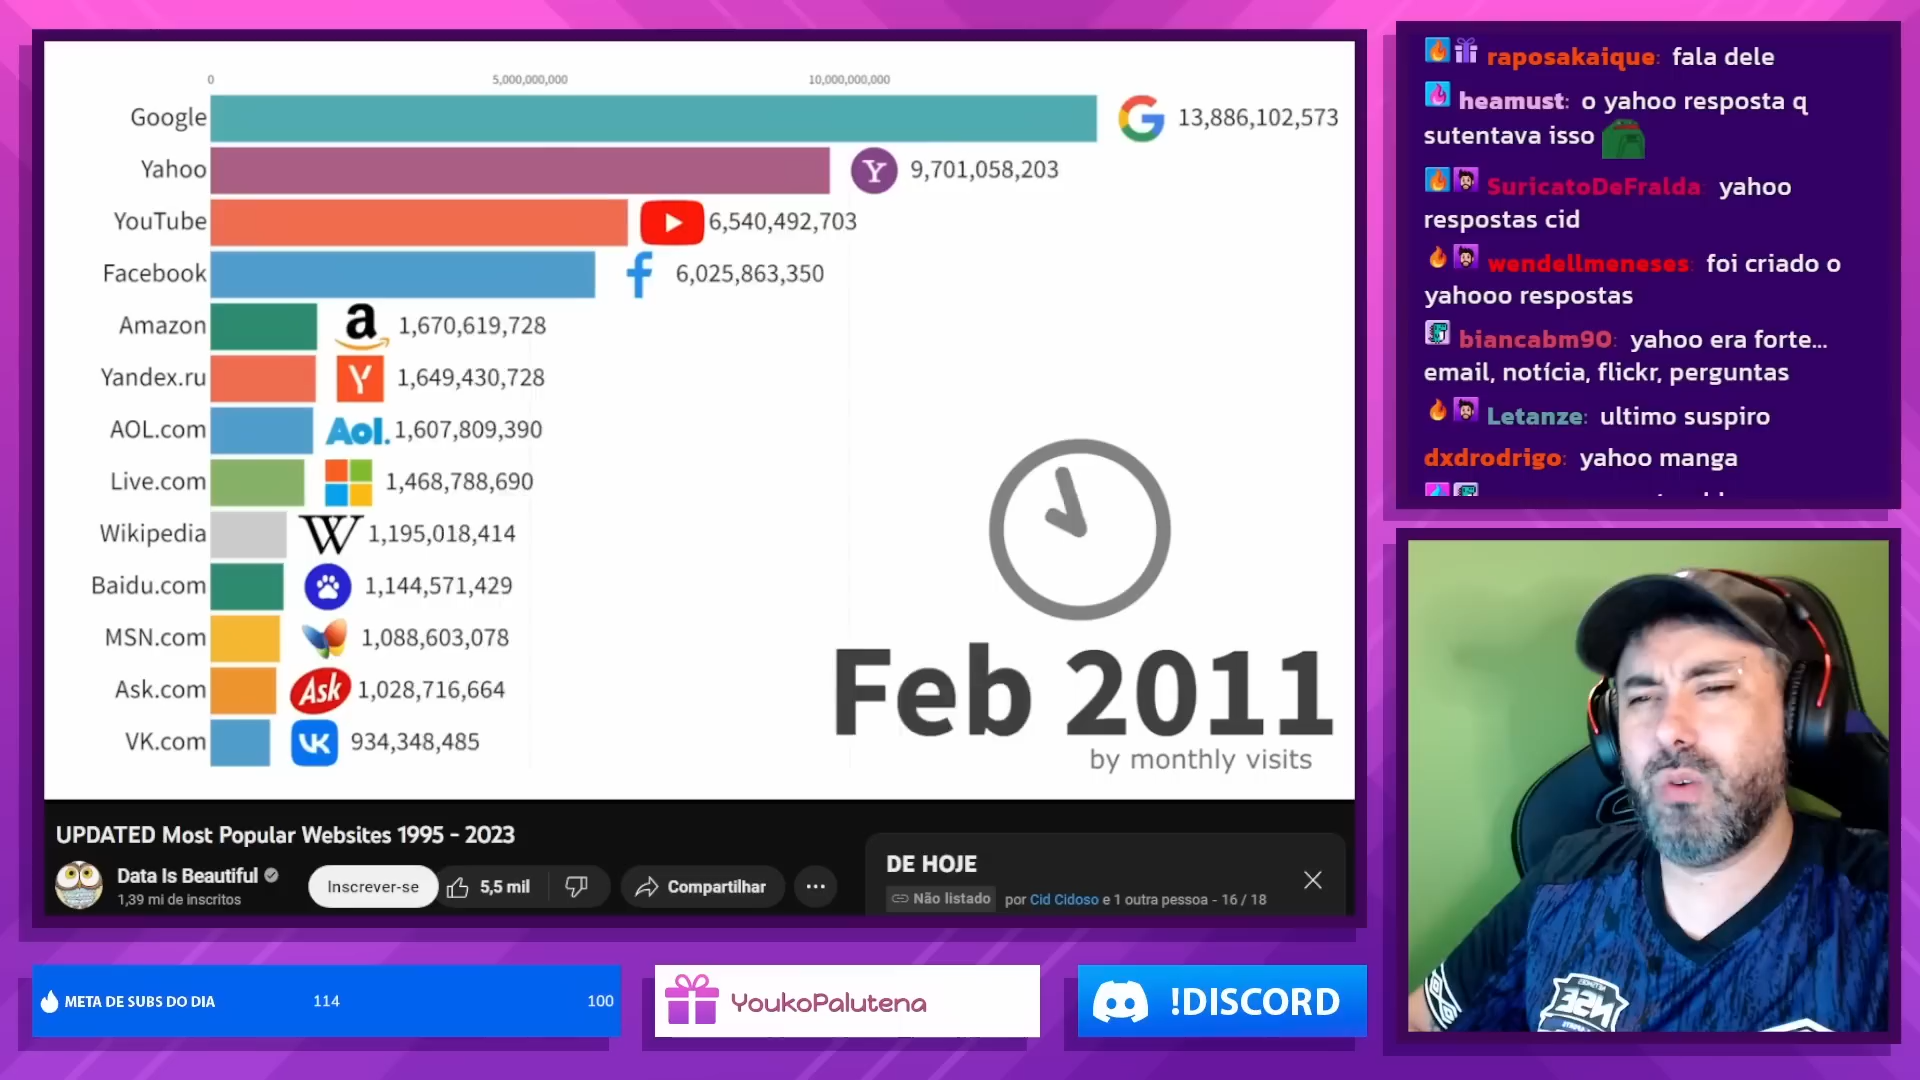 0 5,000,000,000 10,000,000,000
Google 13,886,102,573
Yahoo Y 9,701,058,203
YouTube 6,540,492,703
Facebook f 6,025,863,350
Amazon a 1,670,619,728
Yandex.ru Y 1,649,430,728
AOL.com Aol. 1,607,809,390
Live.com 1,468,788,690
Wikipedia W 1,195,018,414
Baidu.com 1,144,571,429
MSN.com 1,088,603,078
Ask.com Ask 1,028,716,664
VK.com VK 934,348,485
Feb 2011
by monthly visits
UPDATED Most Popular Websites 1995 - 2023
Data Is Beautiful
1,39 mi de inscritos
Inscrever-se
5,5 mil
Compartilhar
DE HOJE
Não listado por Cid Cidoso e 1 outra pessoa - 16 / 18
raposakaique: fala dele
heamust: o yahoo resposta q
sutentava isso
SuricatoDeFralda: yahoo
respostas cid
wendellmeneses: foi criado o
yahooo respostas
biancabm90: yahoo era forte...
email, notícia, flickr, perguntas
Letanze: ultimo suspiro
dxdrodrigo: yahoo manga
META DE SUBS DO DIA 114 100
YoukoPalutena
!DISCORD